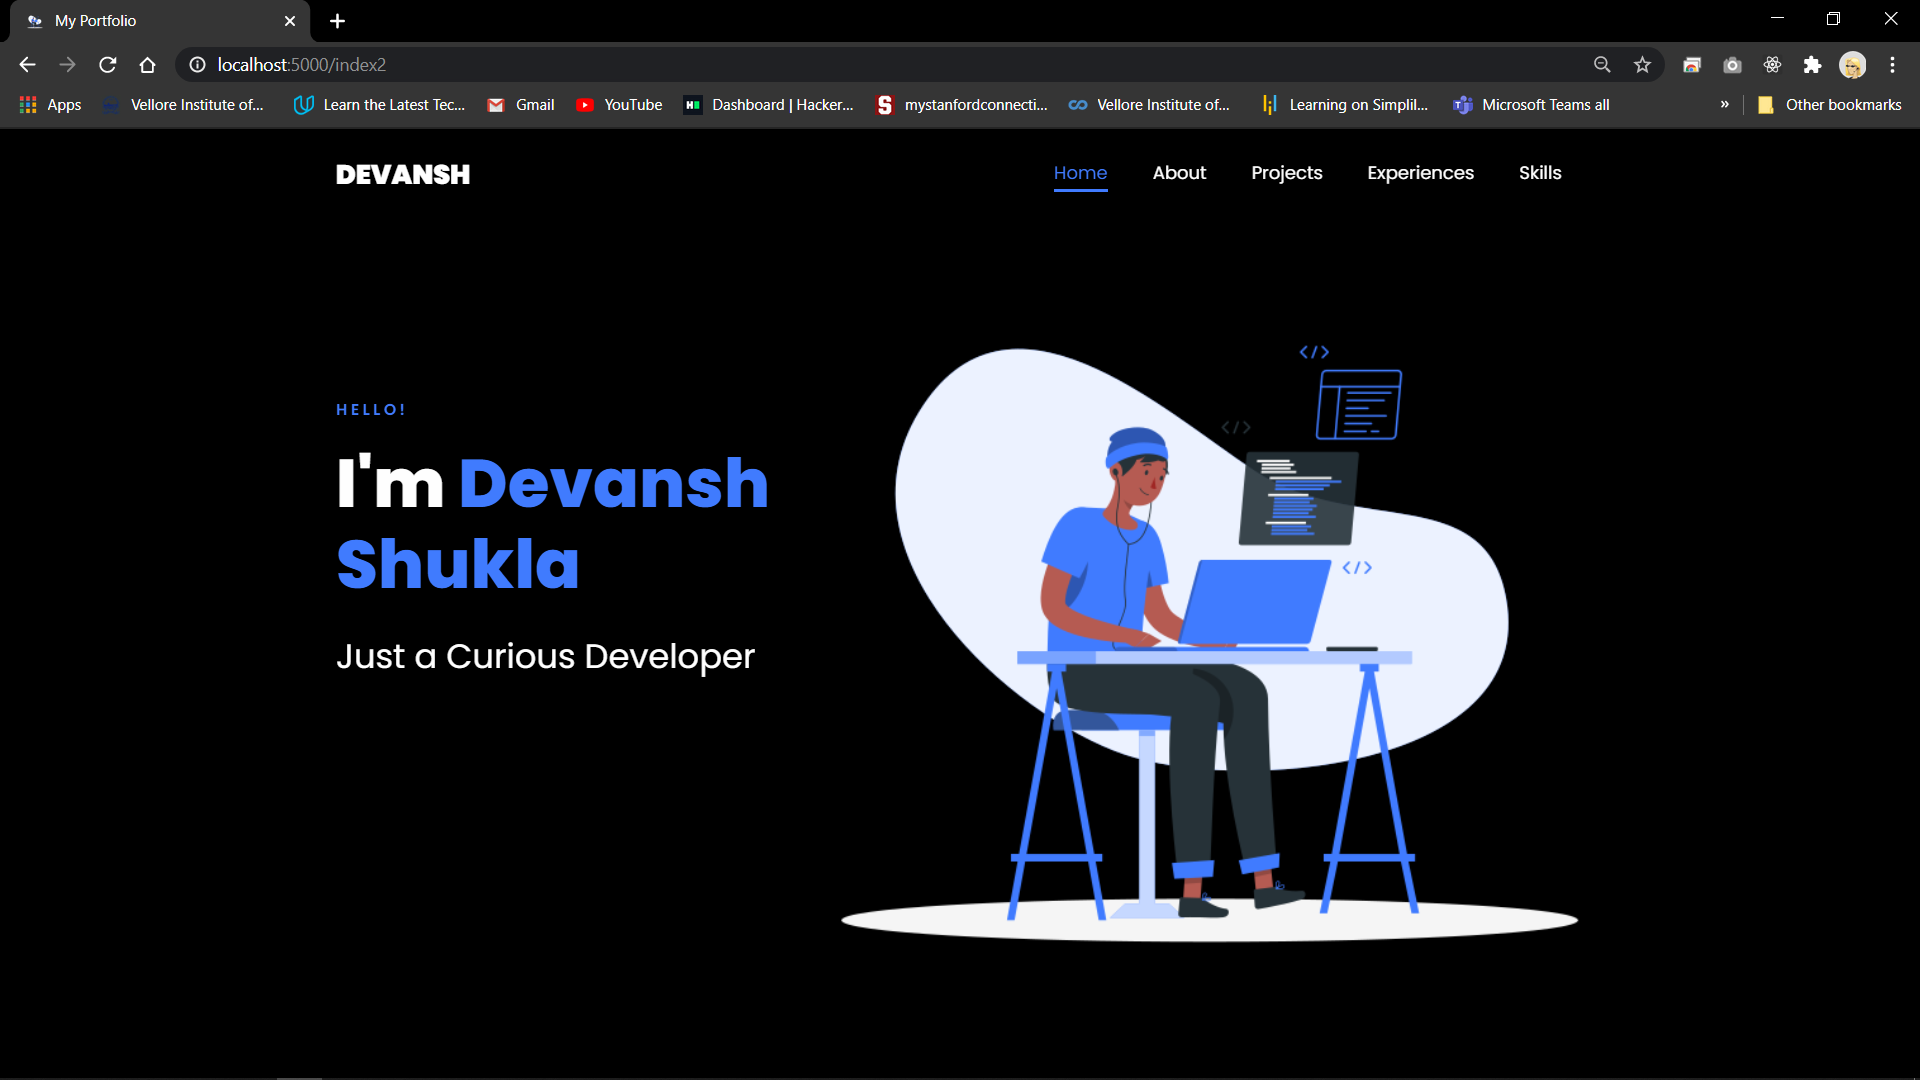 My Portfolio
localhost:5000/index2
Apps Vellore Institute of... Learn the Latest Tec... Gmail YouTube Dashboard | Hacker... mystanfordconnecti... Vellore Institute of... Learning on Simplil... Microsoft Teams all » Other bookmarks
DEVANSH Home About Projects Experiences Skills
HELLO!
I'm Devansh
Shukla
Just a Curious Developer
</>
</>
</>